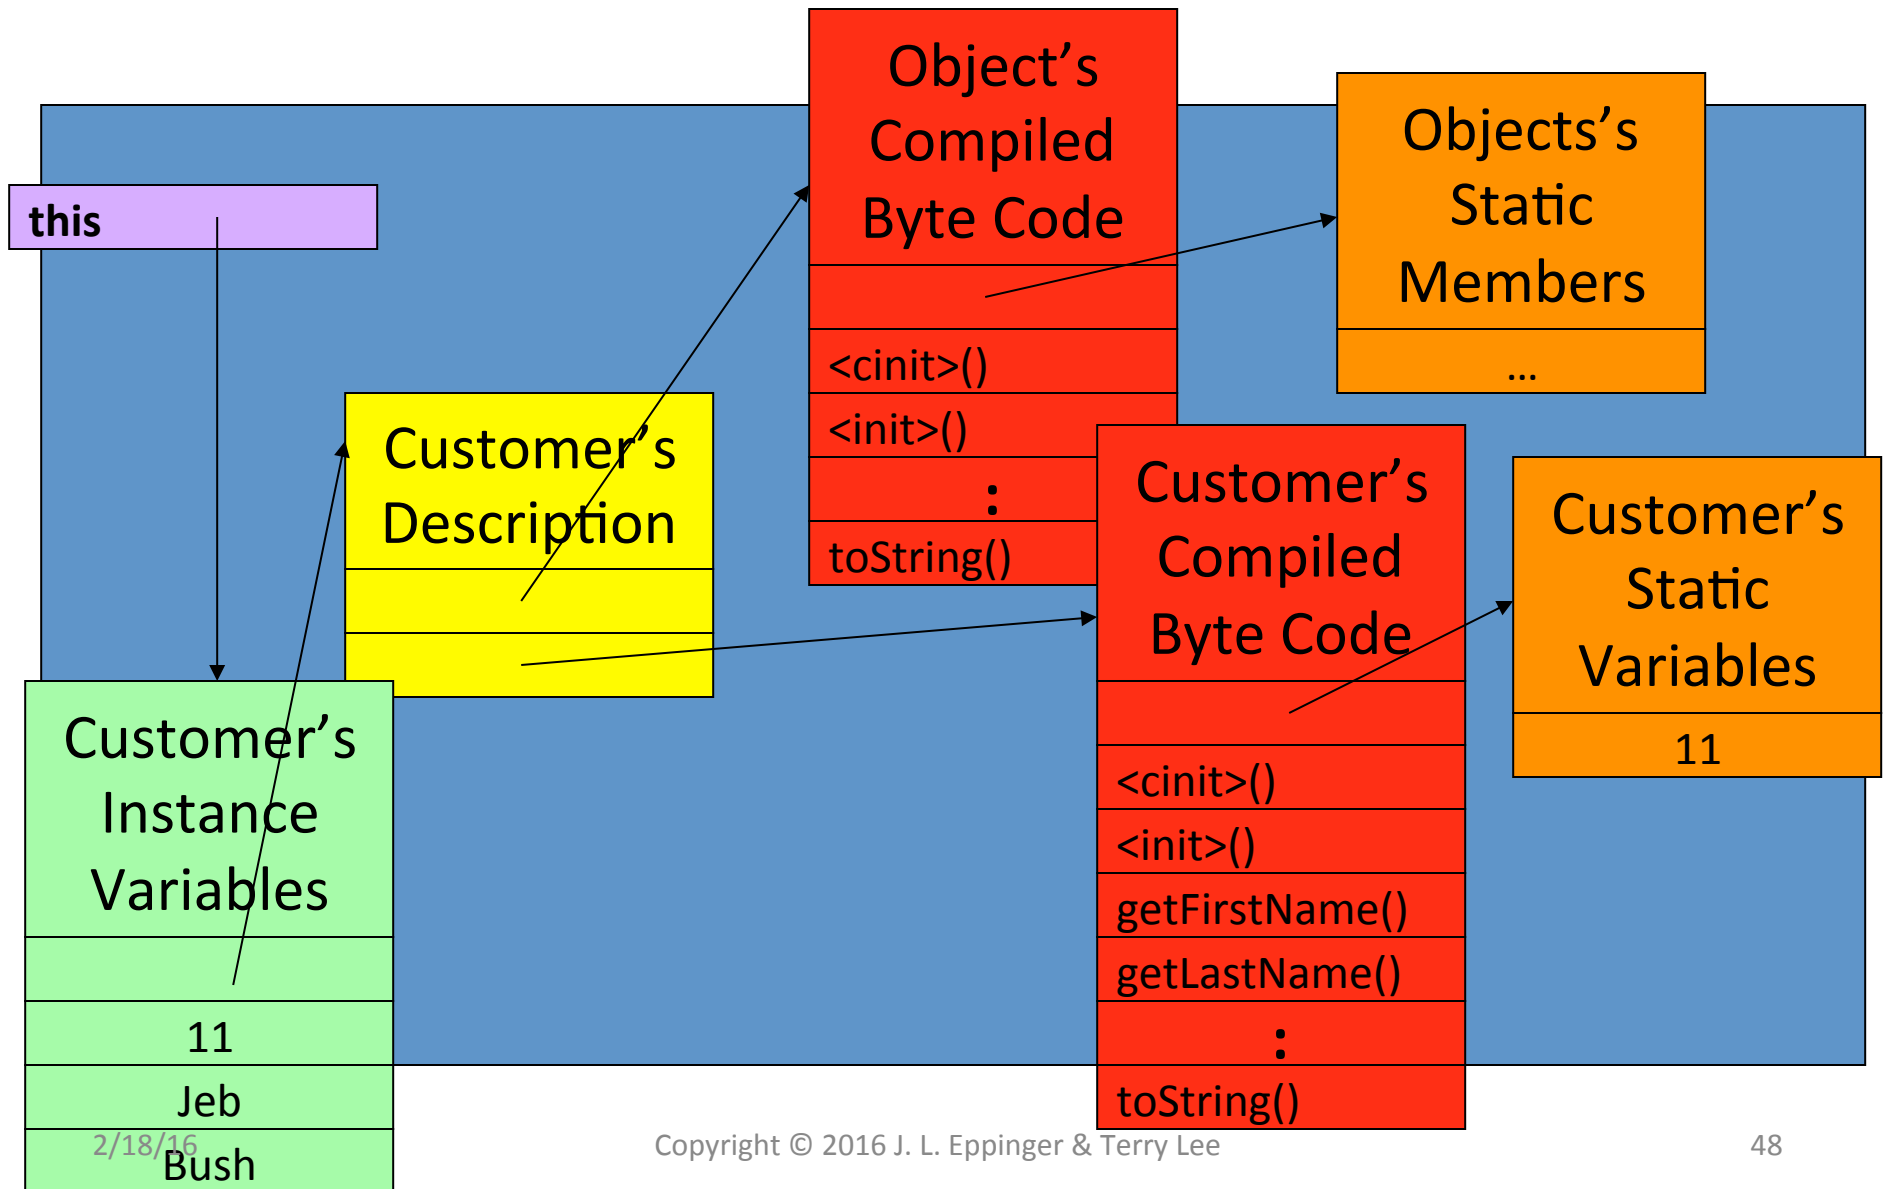 this
Object’s
Compiled
Byte Code
<cinit>()
<init>()
:
toString()
Objects’s
Static
Members
...
Customer’s
Description
Customer’s
Compiled
Byte Code
<cinit>()
<init>()
getFirstName()
getLastName()
:
toString()
Customer’s
Static
Variables
11
Customer’s
Instance
Variables
11
Jeb
Bush
2/18/16
Copyright © 2016 J. L. Eppinger & Terry Lee
48